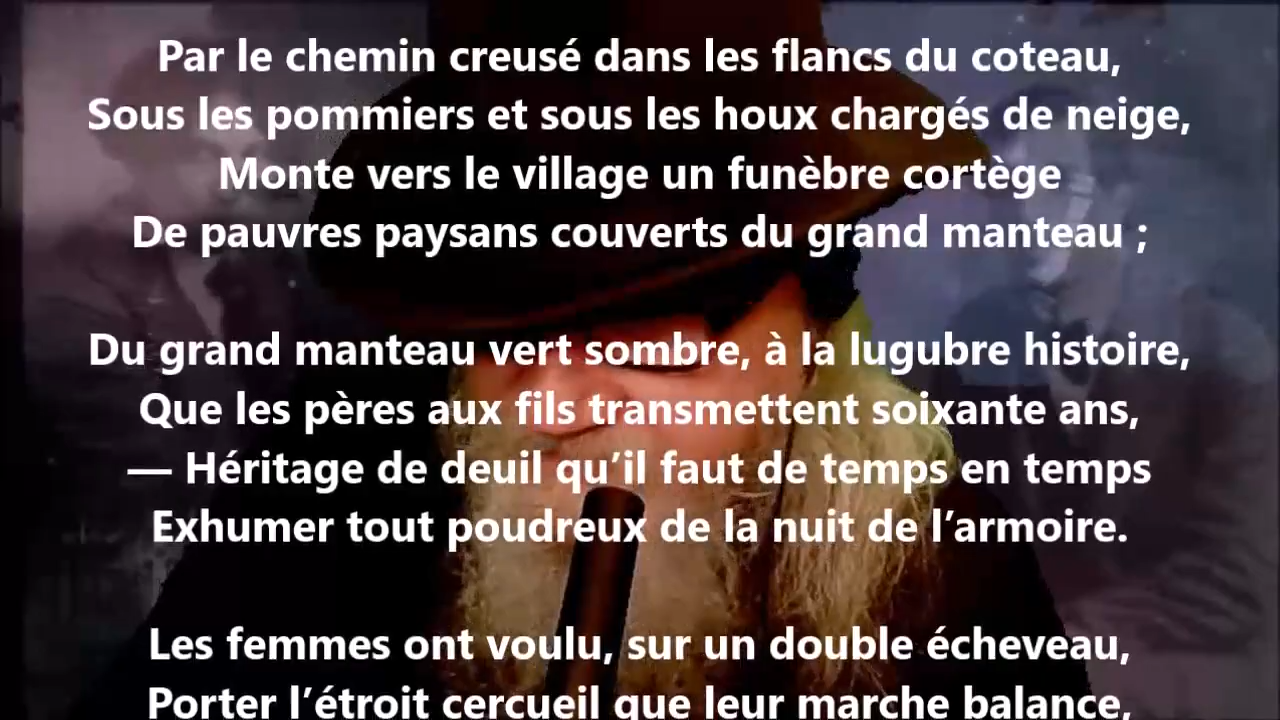 Par le chemin creusé dans les flancs du coteau,
Sous les pommiers et sous les houx chargés de neige,
Monte vers le village un funèbre cortège
De pauvres paysans couverts du grand manteau ;
Du grand manteau vert sombre, à la lugubre histoire,
Que les pères aux fils transmettent soixante ans,
— Héritage de deuil qu’il faut de temps en temps
Exhumer tout poudreux de la nuit de l’armoire.
Les femmes ont voulu, sur un double écheveau,
Porter l’étroit cercueil que leur marche balance,